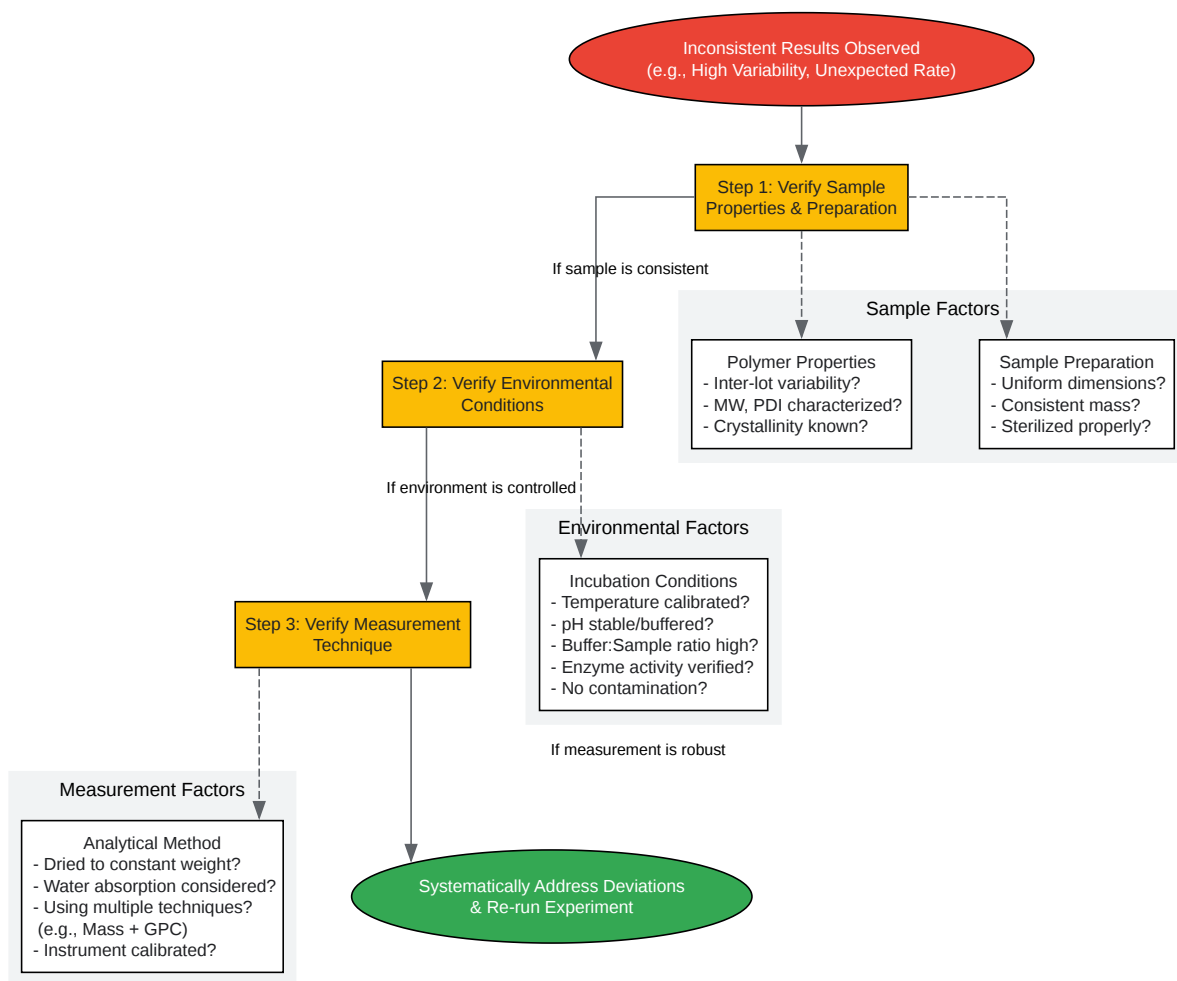 Inconsistent Results Observed
(e.g., High Variability, Unexpected Rate)
Step 1: Verify Sample
Properties & Preparation
If sample is consistent
Sample Factors
Polymer Properties
- Inter-lot variability?
- MW, PDI characterized?
- Crystallinity known?
Sample Preparation
- Uniform dimensions?
- Consistent mass?
- Sterilized properly?
Step 2: Verify Environmental
Conditions
If environment is controlled
Environmental Factors
Incubation Conditions
- Temperature calibrated?
- pH stable/buffered?
- Buffer:Sample ratio high?
- Enzyme activity verified?
- No contamination?
Step 3: Verify Measurement
Technique
If measurement is robust
Measurement Factors
Analytical Method
- Dried to constant weight?
- Water absorption considered?
- Using multiple techniques?
(e.g., Mass + GPC)
- Instrument calibrated?
Systematically Address Deviations
& Re-run Experiment